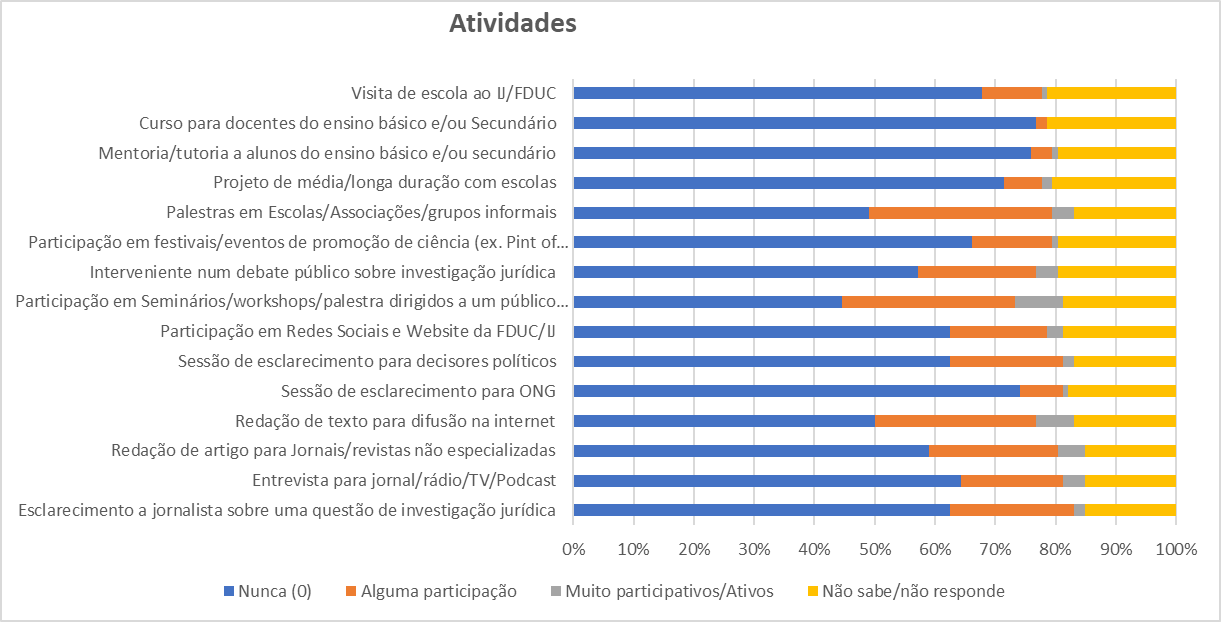 Atividades
Visita de escola ao IJ/FDUC
Curso para docentes do ensino básico e/ou Secundário
Mentoria/tutoria a alunos do ensino básico e/ou secundário
Projeto de média/longa duração com escolas
Palestras em Escolas/Associações/grupos informais
Participação em festivais/eventos de promoção de ciência (ex. Pint of...
Interveniente num debate público sobre investigação jurídica
Participação em Seminários/workshops/palestra dirigidos a um público...
Participação em Redes Sociais e Website da FDUC/IJ
Sessão de esclarecimento para decisores políticos
Sessão de esclarecimento para ONG
Redação de texto para difusão na internet
Redação de artigo para Jornais/revistas não especializadas
Entrevista para jornal/rádio/TV/Podcast
Esclarecimento a jornalista sobre uma questão de investigação jurídica
0% 10% 20% 30% 40% 50% 60% 70% 80% 90% 100%
Nunca (0) Alguma participação Muito participativos/Ativos Não sabe/não responde